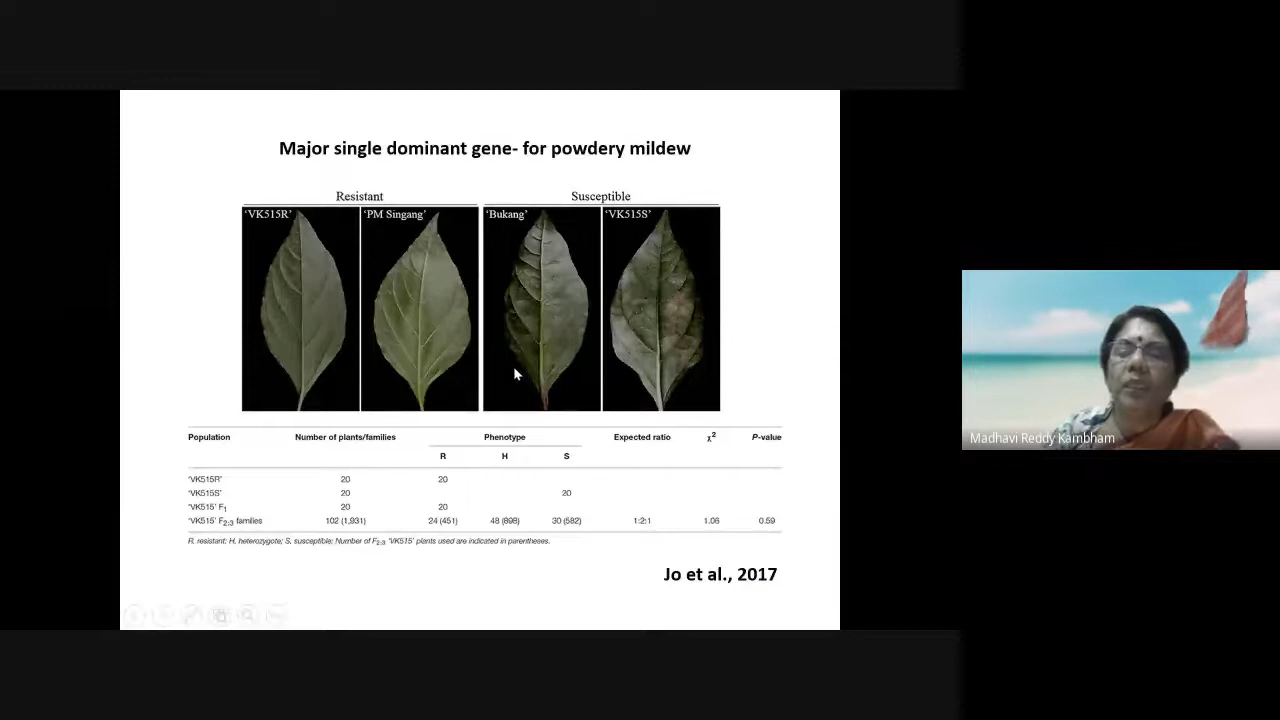 Major single dominant gene- for powdery mildew
Resistant Susceptible
'VK515R' 'PM Singang' 'Bukang' 'VK515S'
Population Number of plants/families Phenotype Expected ratio χ2 P-value
R H S
'VK515R' 20 20
'VK515S' 20 20
'VK515' F1 20 20
'VK515' F2:3 families 102 (1,931) 24 (451) 48 (898) 30 (582) 1:2:1 1.06 0.59
R, resistant; H, heterozygote; S, susceptible; Number of F2:3 'VK515' plants used are indicated in parentheses.
Jo et al., 2017
Madhavi Reddy Kambham